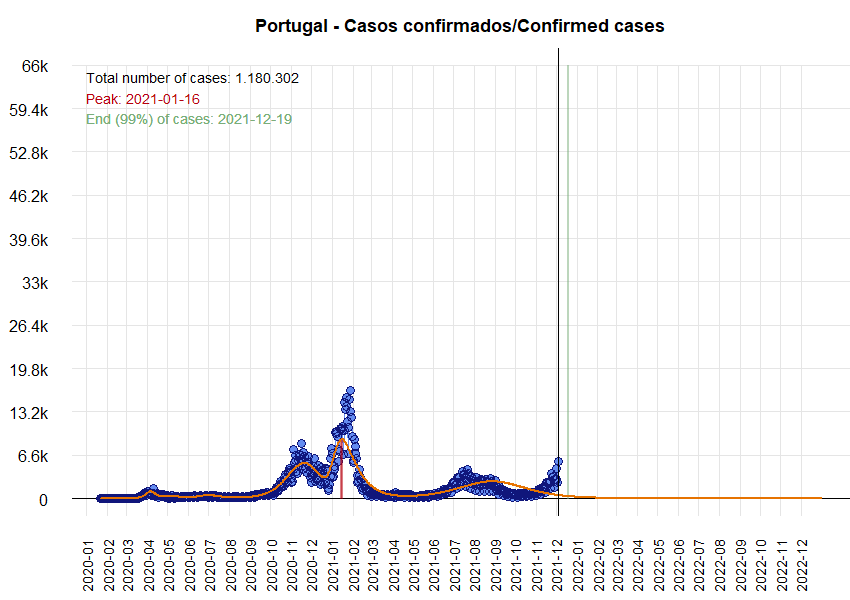 Portugal - Casos confirmados/Confirmed cases
66k
59.4k
52.8k
46.2k
39.6k
33k
26.4k
19.8k
13.2k
6.6k
0
Total number of cases: 1.180.302
Peak: 2021-01-16
End (99%) of cases: 2021-12-19
2020-01
2020-02
2020-03
2020-04
2020-05
2020-06
2020-07
2020-08
2020-09
2020-10
2020-11
2020-12
2021-01
2021-02
2021-03
2021-04
2021-05
2021-06
2021-07
2021-08
2021-09
2021-10
2021-11
2021-12
2022-01
2022-02
2022-03
2022-04
2022-05
2022-06
2022-07
2022-08
2022-09
2022-10
2022-11
2022-12